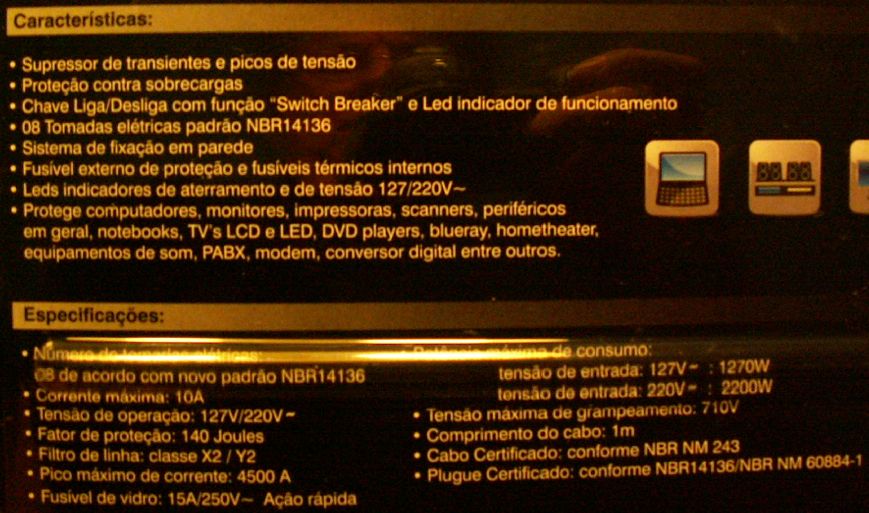 Características:
• Supressor de transientes e picos de tensão
• Proteção contra sobrecargas
• Chave Liga/Desliga com função "Switch Breaker" e Led indicador de funcionamento
• 08 Tomadas elétricas padrão NBR14136
• Sistema de fixação em parede
• Fusível externo de proteção e fusíveis térmicos internos
• Leds indicadores de aterramento e de tensão 127/220V~
• Protege computadores, monitores, impressoras, scanners, periféricos
em geral, notebooks, TV's LCD e LED, DVD players, blueray, hometheater,
equipamentos de som, PABX, modem, conversor digital entre outros.
88:88
Especificações:
• Número de tomadas elétricas:
08 de acordo com novo padrão NBR14136
• Corrente máxima: 10A
• Tensão de operação: 127V/220V~
• Fator de proteção: 140 Joules
• Filtro de linha: classe X2 / Y2
• Pico máximo de corrente: 4500 A
• Fusível de vidro: 15A/250V~ Ação rápida
• Potência máxima de consumo:
tensão de entrada: 127V~ : 1270W
tensão de entrada: 220V~ : 2200W
• Tensão máxima de grampeamento: 710V
• Comprimento do cabo: 1m
• Cabo Certificado: conforme NBR NM 243
• Plugue Certificado: conforme NBR14136/NBR NM 60884-1